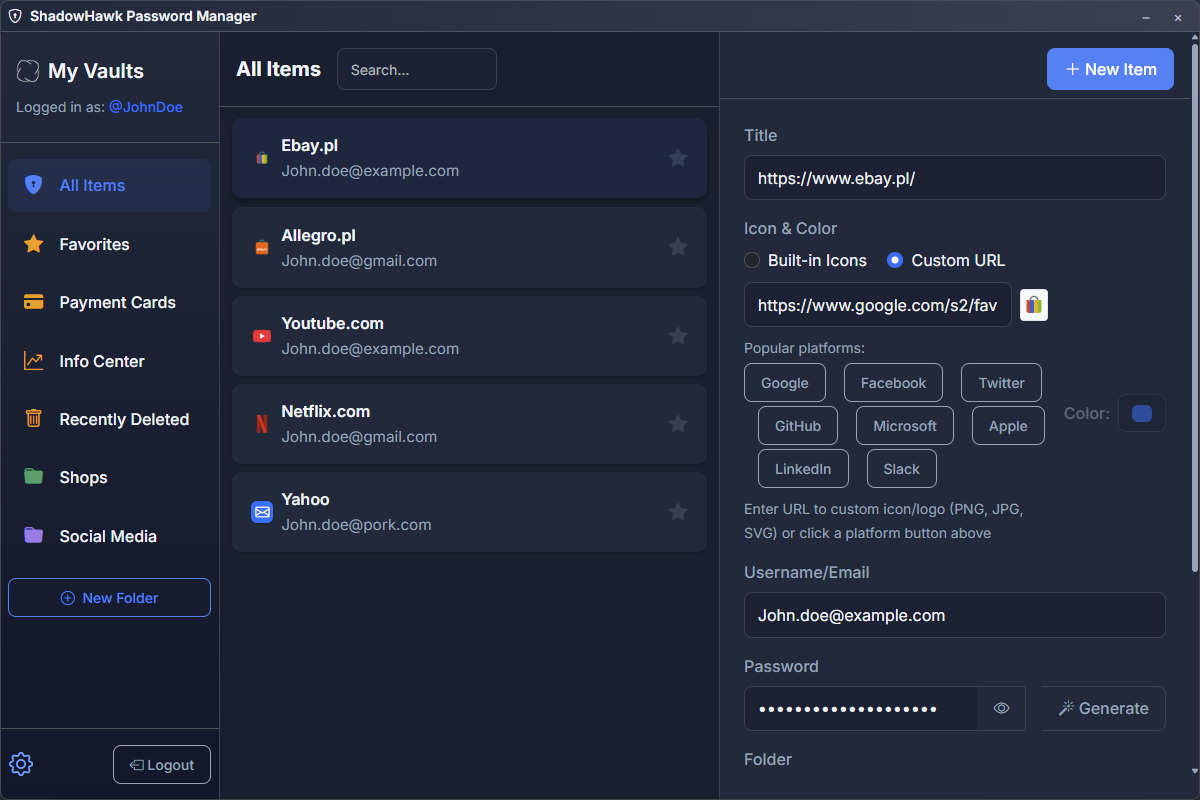 ShadowHawk Password Manager
My Vaults
Logged in as: @JohnDoe
All Items
Favorites
Payment Cards
Info Center
Recently Deleted
Shops
Social Media
New Folder
Logout
All Items
Search...
Ebay.pl
John.doe@example.com
Allegro.pl
John.doe@gmail.com
Youtube.com
John.doe@example.com
Netflix.com
John.doe@gmail.com
Yahoo
John.doe@pork.com
New Item
Title
https://www.ebay.pl/
Icon & Color
Built-in Icons Custom URL
https://www.google.com/s2/fav
Popular platforms:
Google Facebook Twitter
GitHub Microsoft Apple
LinkedIn Slack
Color:
Enter URL to custom icon/logo (PNG, JPG,
SVG) or click a platform button above
Username/Email
John.doe@example.com
Password
Generate
Folder